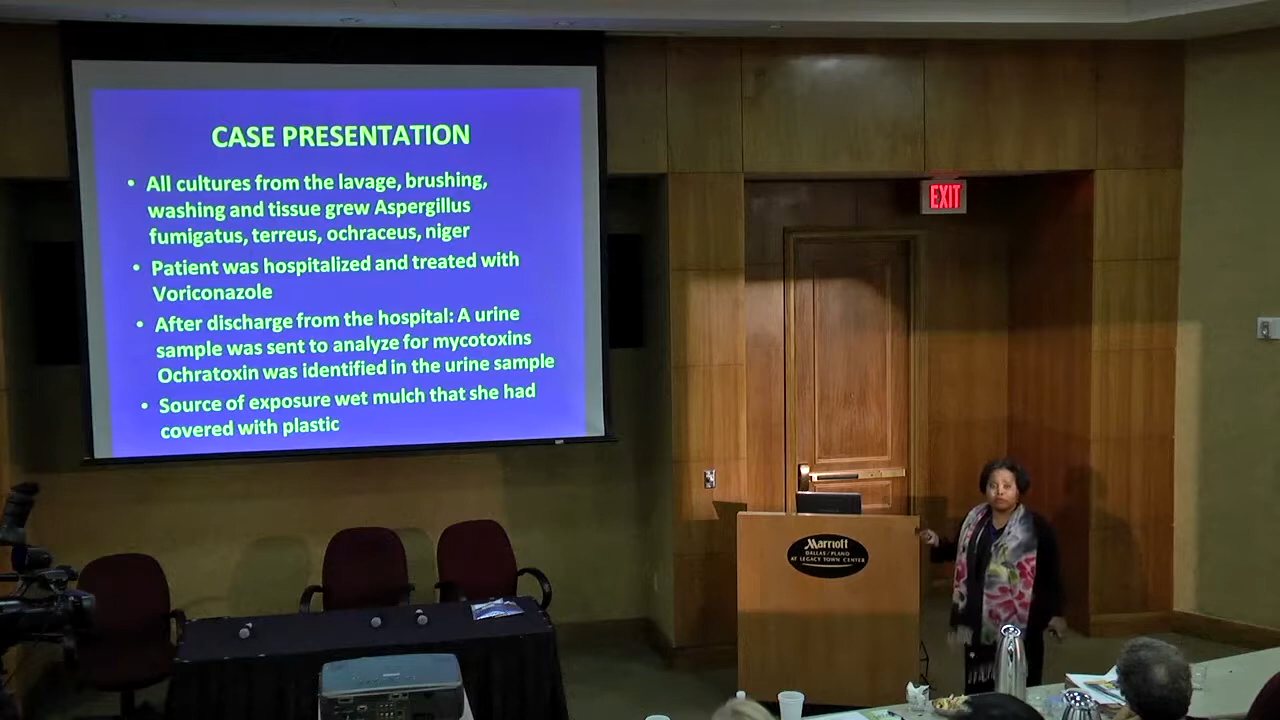 CASE PRESENTATION
• All cultures from the lavage, brushing,
washing and tissue grew Aspergillus
fumigatus, terreus, ochraceus, niger
• Patient was hospitalized and treated with
Voriconazole
• After discharge from the hospital: A urine
sample was sent to analyze for mycotoxins
Ochratoxin was identified in the urine sample
• Source of exposure wet mulch that she had
covered with plastic
EXIT
Marriott
DALLAS/PLANO
AT LEGACY TOWN CENTER